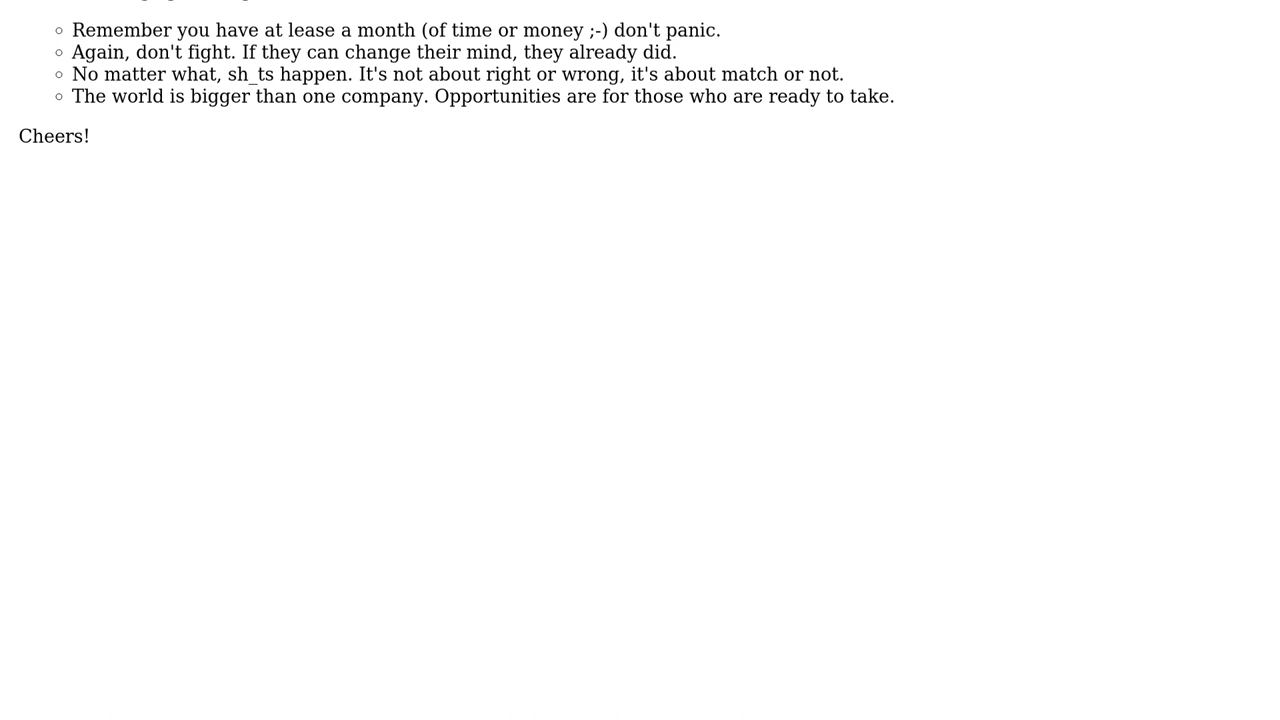 Remember you have at lease a month (of time or money ;-) don't panic.
Again, don't fight. If they can change their mind, they already did.
No matter what, sh_ts happen. It's not about right or wrong, it's about match or not.
The world is bigger than one company. Opportunities are for those who are ready to take.
Cheers!